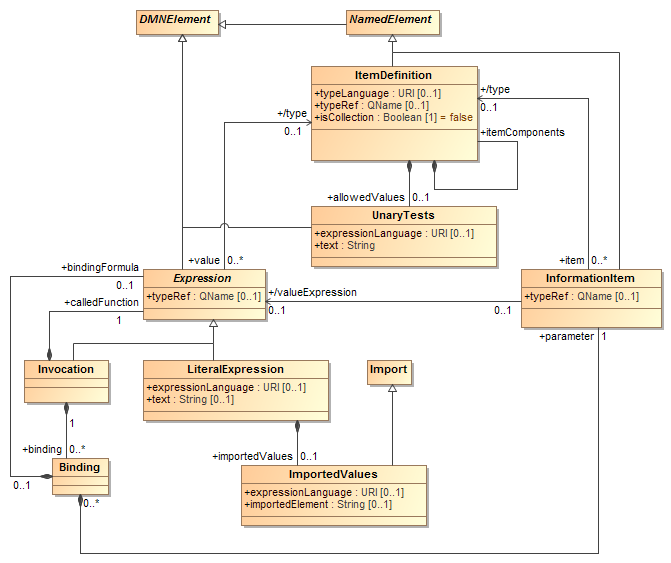 DMNElement
NamedElement
ItemDefinition
+typeLanguage : URI [0..1]
+typeRef : QName [0..1]
+isCollection : Boolean [1] = false
+/type
0..1
+/type
0..1
+itemComponents
+allowedValues
0..1
UnaryTests
+expressionLanguage : URI [0..1]
+text : String
+value
0..*
+item
0..*
+bindingFormula
0..1
Expression
+typeRef : QName [0..1]
InformationItem
+typeRef : QName [0..1]
+/valueExpression
0..1
0..1
+calledFunction
1
+parameter
1
Invocation
LiteralExpression
+expressionLanguage : URI [0..1]
+text : String [0..1]
Import
1
+binding
0..*
+importedValues
0..1
Binding
0..1
0..*
ImportedValues
+expressionLanguage : URI [0..1]
+importedElement : String [0..1]